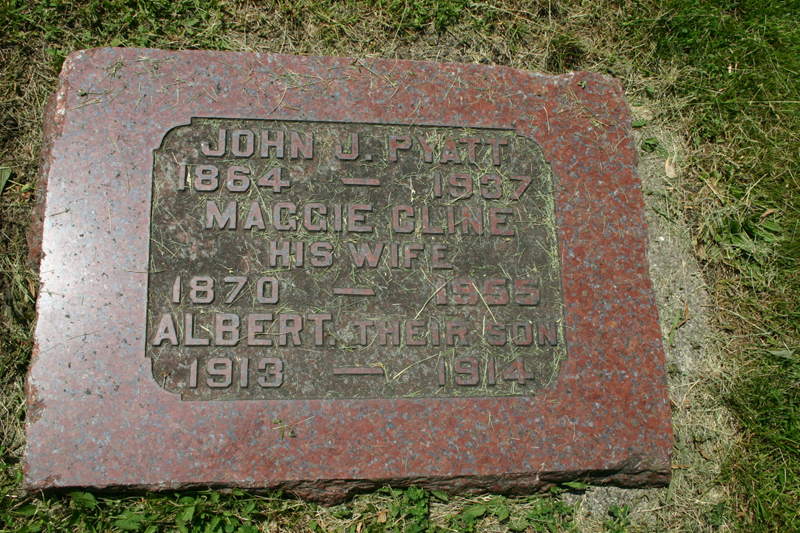 JOHN J. PYATT
1864 — 1937
MAGGIE CLINE
HIS WIFE
1870 — 1955
ALBERT. THEIR SON
1913 — 1914